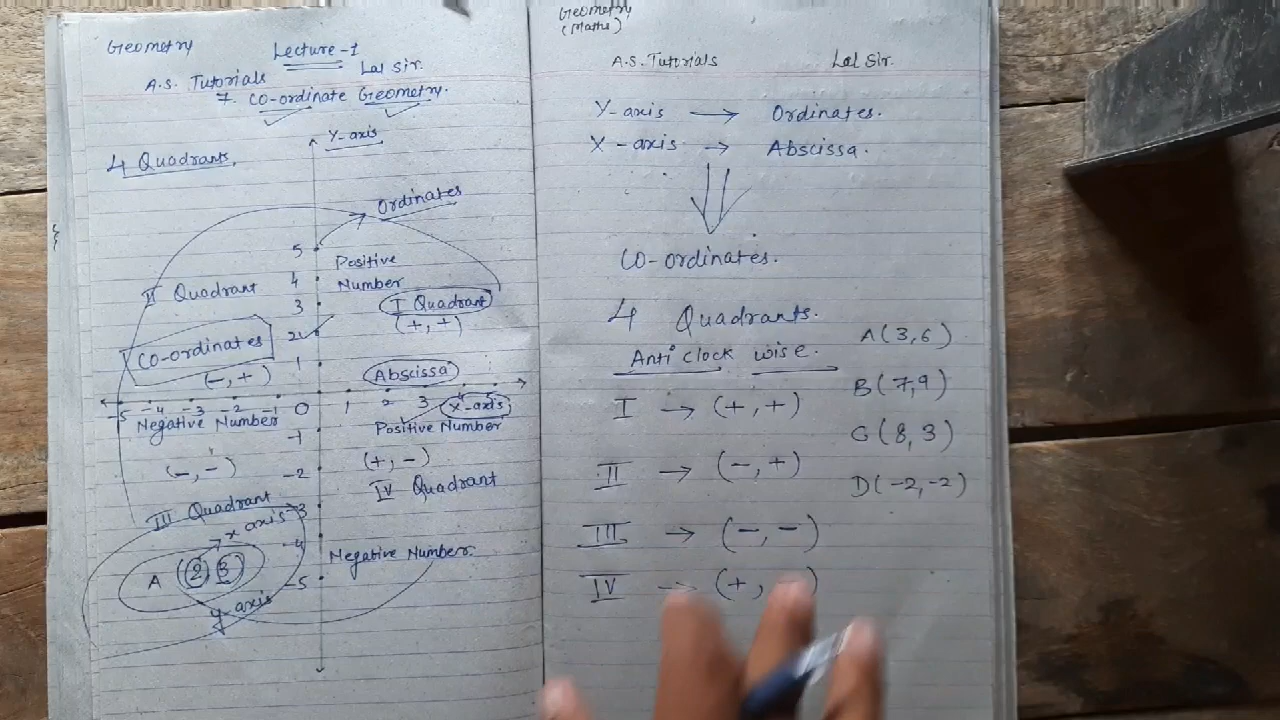 Geometry
Lecture-1
A.S. Tutorials
Lal Sir.
7. CO-ordinate Geometry.
Y-axis
4 Quadrants.
Ordinates
5
Positive
Number
4
II Quadrant
3
I Quadrant
(+, +)
2
CO-ordinates
1
(-, +)
Abscissa
-5 -4 -3 -2 -1 0 1 2 3
X-axis
Negative Number
Positive Number
-1
(-, -)
(+, -)
-2
IV Quadrant
III Quadrant
-3
x axis
-4
Negative Number.
A (2, 3)
-5
y-axis
Geometry
(Maths)
A.S. Tutorials
Lal Sir.
Y-axis → Ordinates.
X-axis → Abscissa.
CO-ordinates.
4 Quadrants.
A(3,6)
Anti clock wise.
B(7,9)
I → (+, +)
C(8, 3)
II → (-, +)
D(-2,-2)
III → (-, -)
IV → (+,